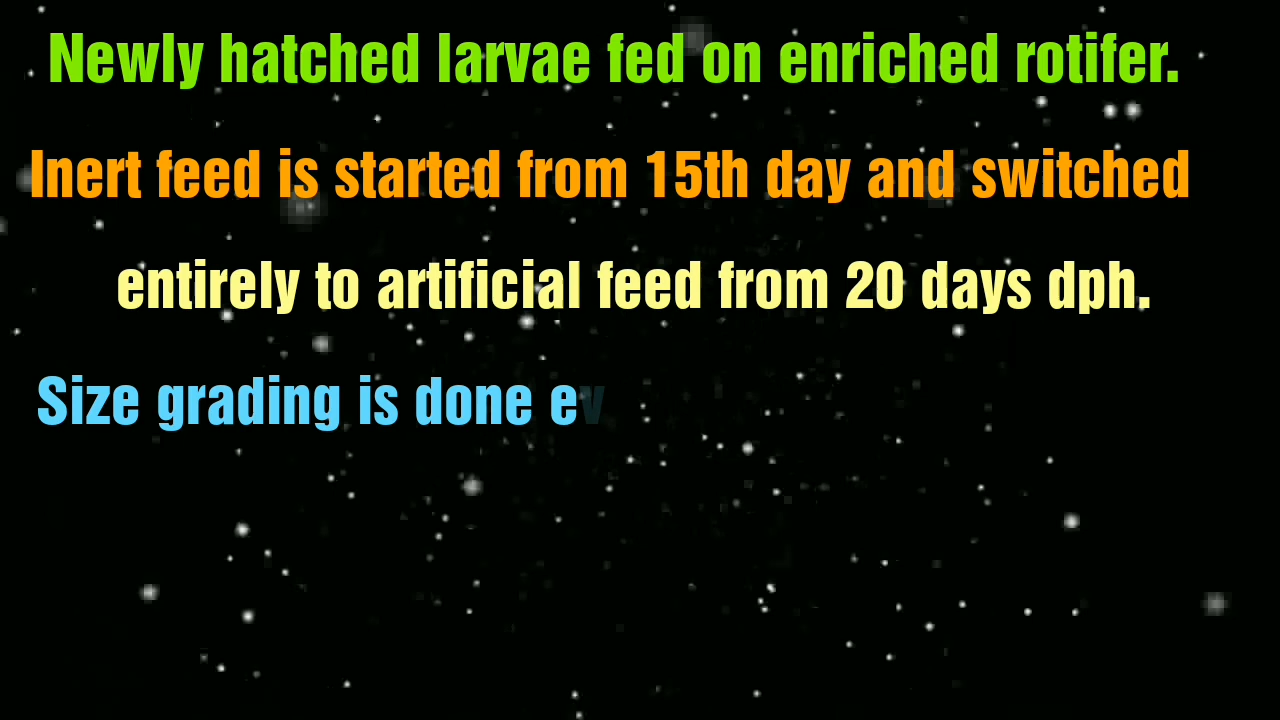 Newly hatched larvae fed on enriched rotifer.
Inert feed is started from 15th day and switched
entirely to artificial feed from 20 days dph.
Size grading is done ev